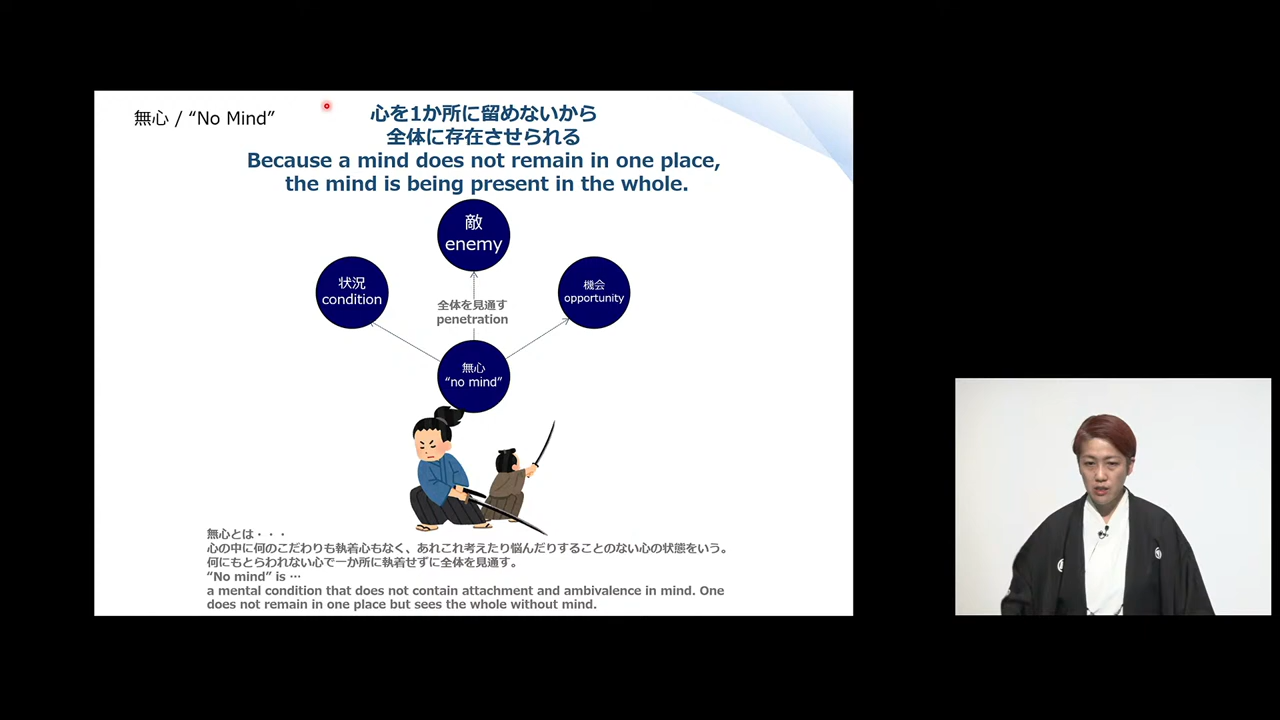 無心 / “No Mind”
心を1か所に留めないから
全体に存在させられる
Because a mind does not remain in one place,
the mind is being present in the whole.
敵
enemy
状況
condition
機会
opportunity
全体を見通す
penetration
無心
“no mind”
無心とは・・・
心の中に何のこだわりも執着心もなく、あれこれ考えたり悩んだりすることのない心の状態をいう。
何にもとらわれない心で一か所に執着せずに全体を見通す。
“No mind” is …
a mental condition that does not contain attachment and ambivalence in mind. One
does not remain in one place but sees the whole without mind.